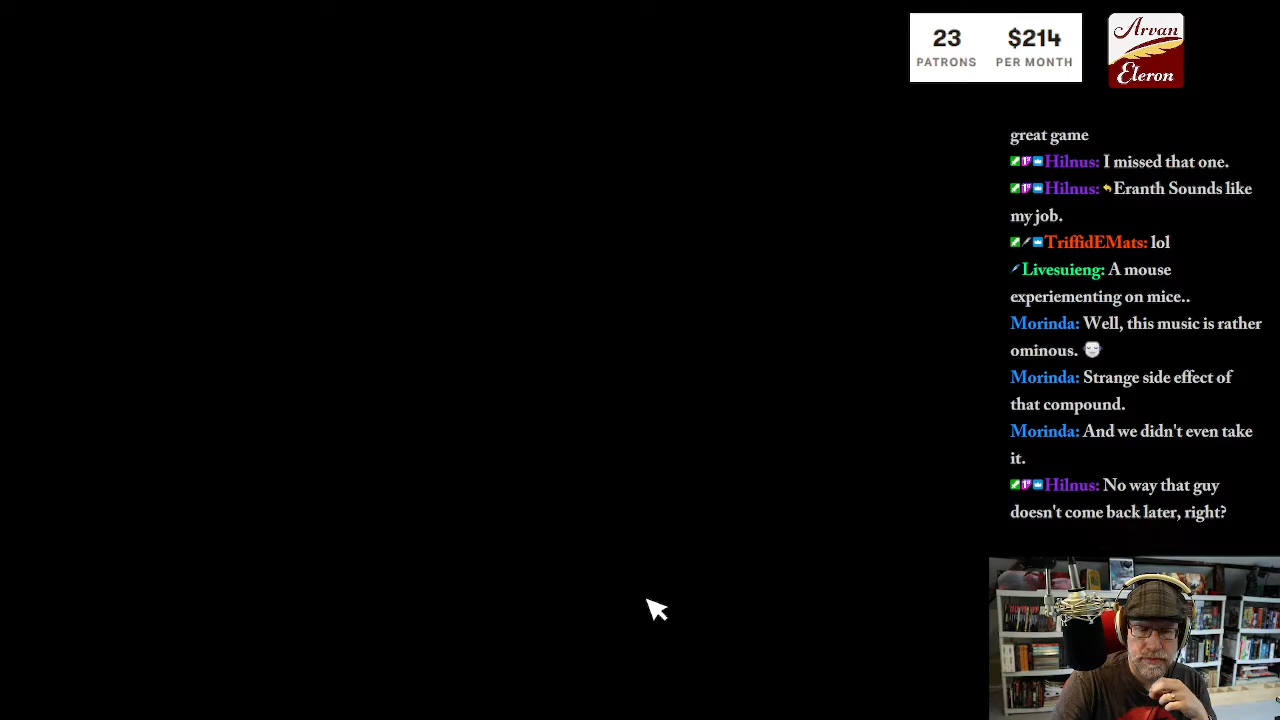 23
$214
PATRONS
PER MONTH
Arvan
Eleron
great game
Hilnus: I missed that one.
Hilnus: Eranth Sounds like
my job.
TriffidEMats: lol
Livesuieng: A mouse
experiementing on mice..
Morinda: Well, this music is rather
ominous.
Morinda: Strange side effect of
that compound.
Morinda: And we didn't even take
it.
Hilnus: No way that guy
doesn't come back later, right?